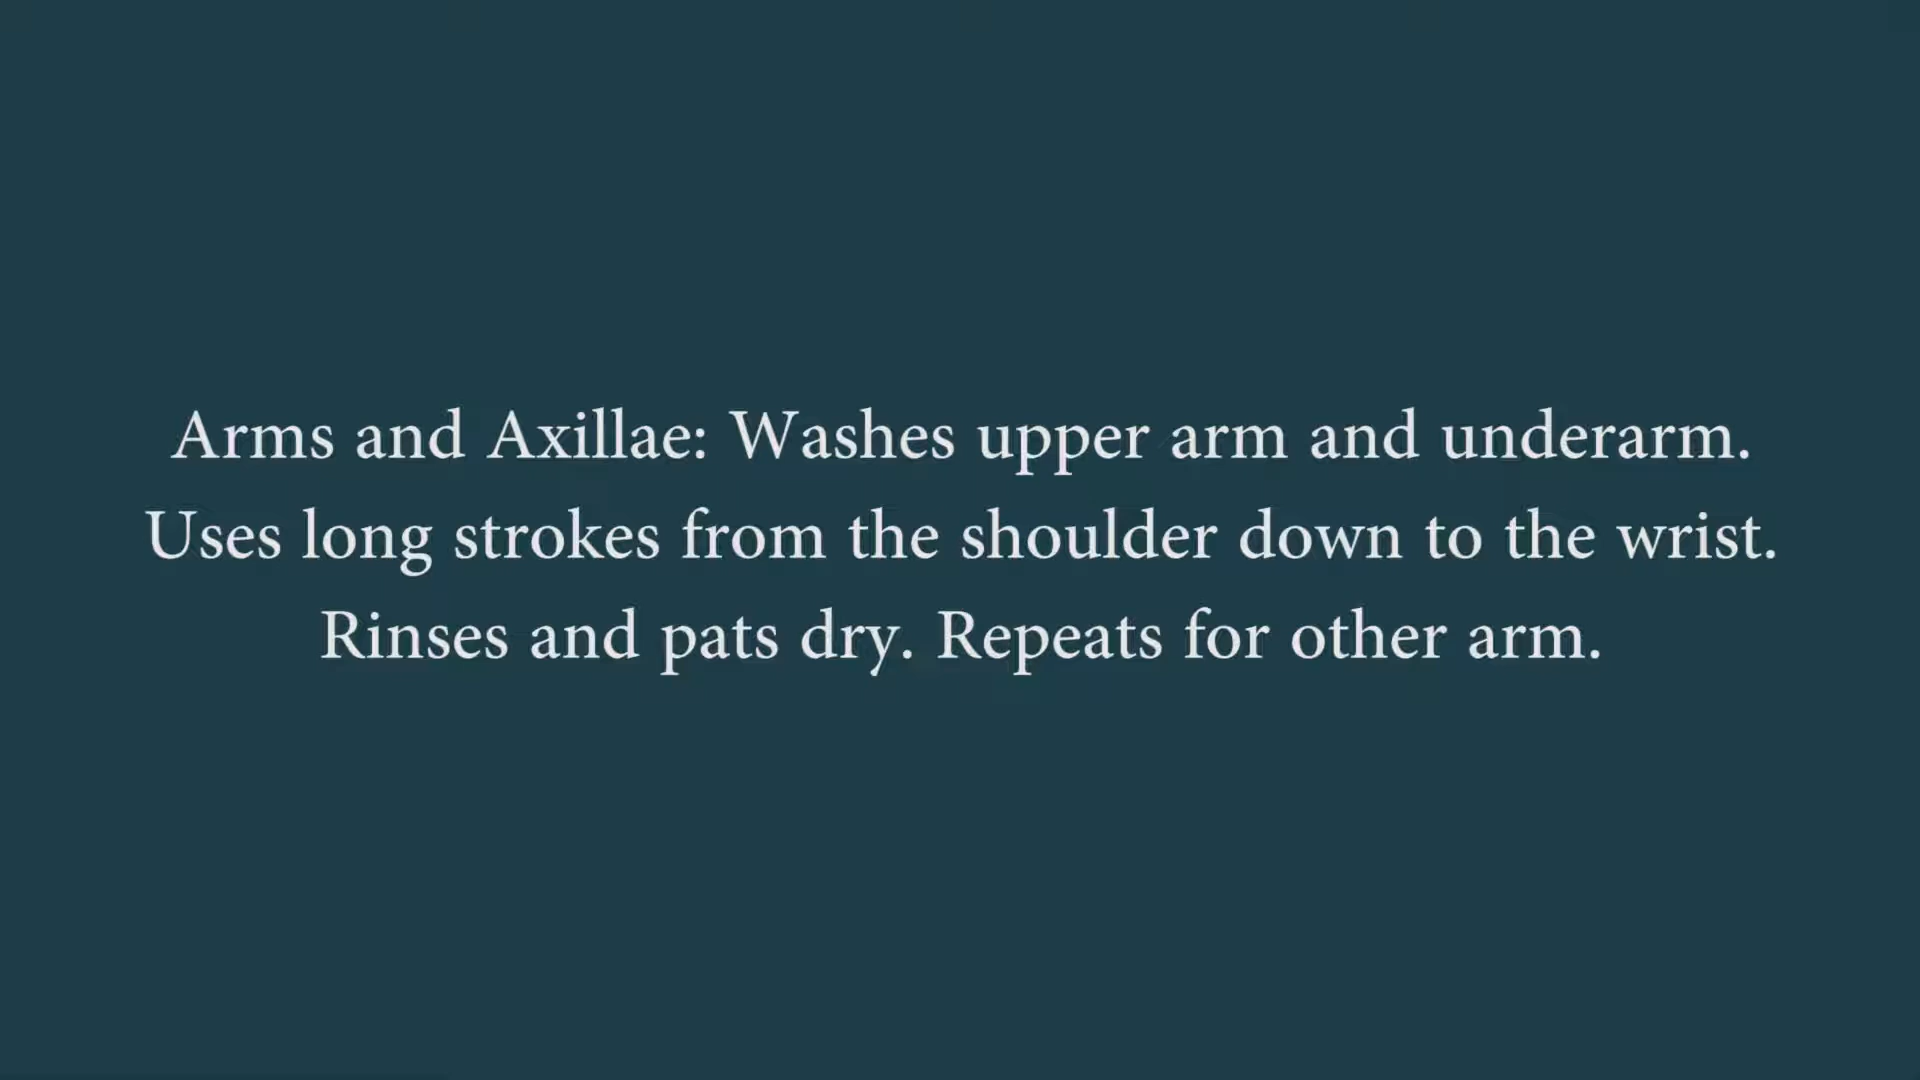 Arms and Axillae: Washes upper arm and underarm.
Uses long strokes from the shoulder down to the wrist.
Rinses and pats dry. Repeats for other arm.